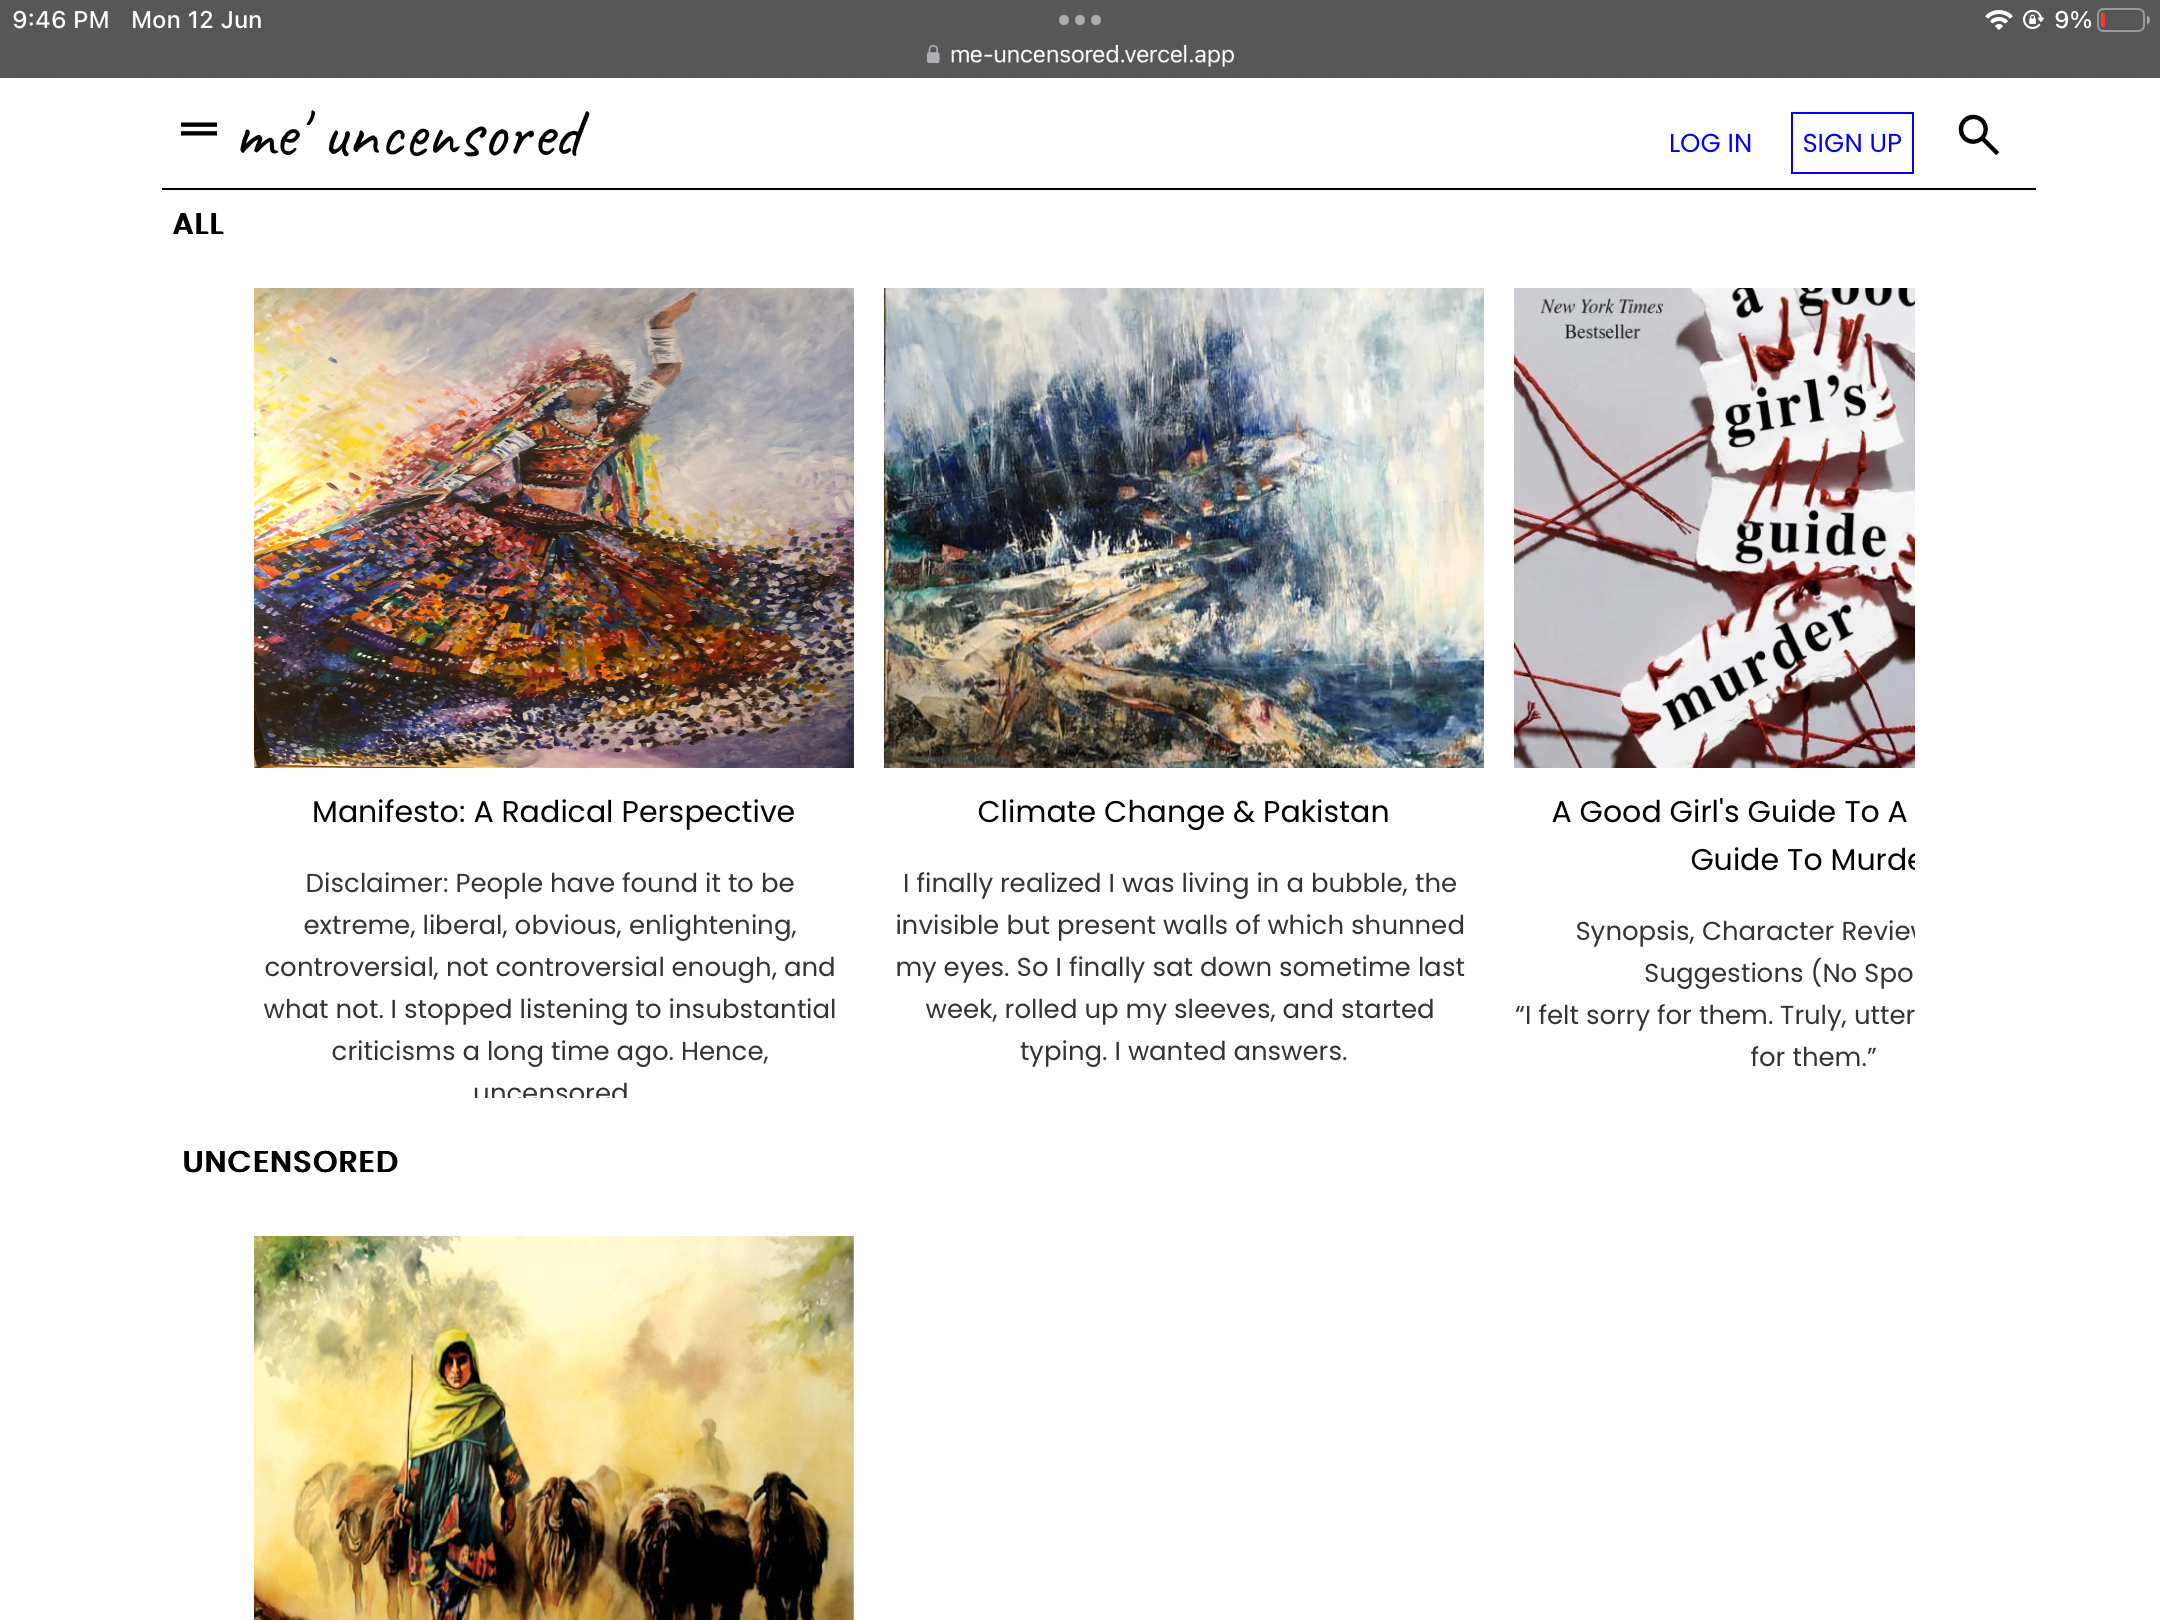 9:46 PM Mon 12 Jun
9%
me-uncensored.vercel.app
me' uncensored
LOG IN
SIGN UP
ALL
New York Times
Bestseller
a good
girl's
guide
murder
Manifesto: A Radical Perspective
Disclaimer: People have found it to be
extreme, liberal, obvious, enlightening,
controversial, not controversial enough, and
what not. I stopped listening to insubstantial
criticisms a long time ago. Hence,
uncensored
Climate Change & Pakistan
I finally realized I was living in a bubble, the
invisible but present walls of which shunned
my eyes. So I finally sat down sometime last
week, rolled up my sleeves, and started
typing. I wanted answers.
A Good Girl's Guide To A
Guide To Murde
Synopsis, Character Review
Suggestions (No Spo
“I felt sorry for them. Truly, utter
for them.”
UNCENSORED